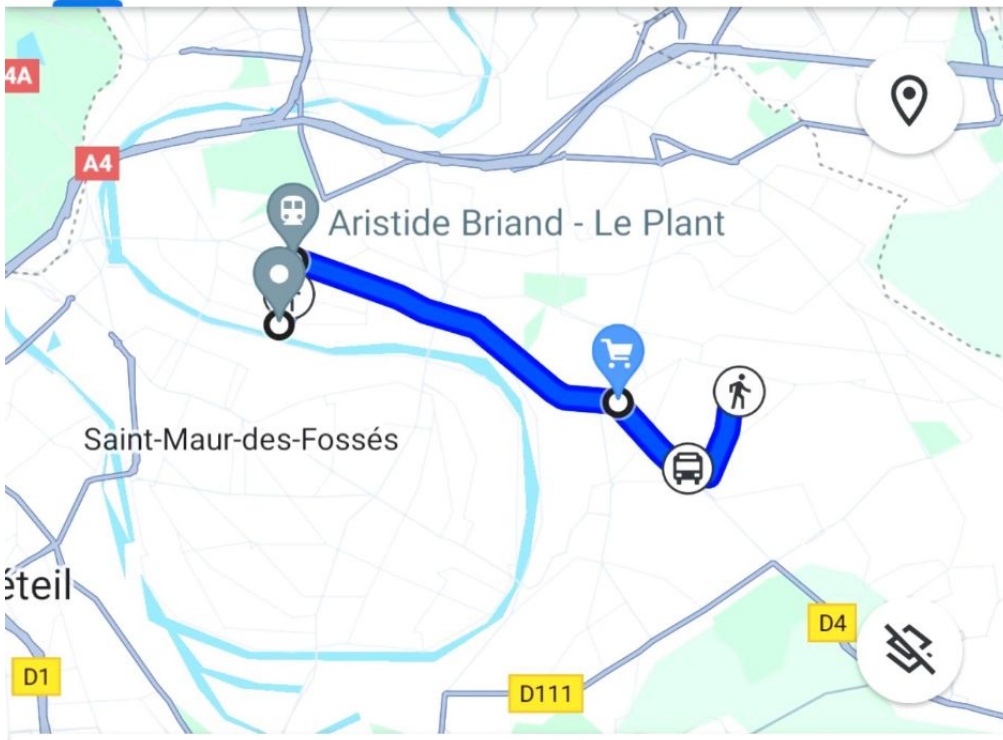 4A
A4
Aristide Briand - Le Plant
Saint-Maur-des-Fossés
éteil
D4
D1
D111